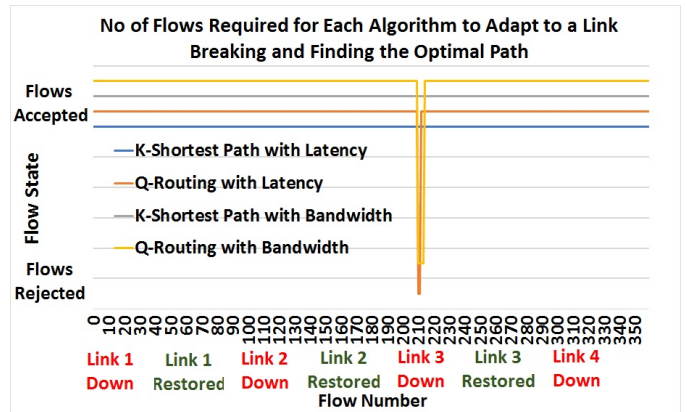 No of Flows Required for Each Algorithm to Adapt to a Link
Breaking and Finding the Optimal Path
Flows
Accepted
Flow State
K-Shortest Path with Latency
Q-Routing with Latency
K-Shortest Path with Bandwidth
Q-Routing with Bandwidth
Flows
Rejected
0 10 20 30 40 50 60 70 80 90 100 110 120 130 140 150 160 170 180 190 200 210 220 230 240 250 260 270 280 290 300 310 320 330 340 350
Link 1 Link 1 Link 2 Link 2 Link 3 Link 3 Link 4
Down Restored Down Restored Down Restored Down
Flow Number